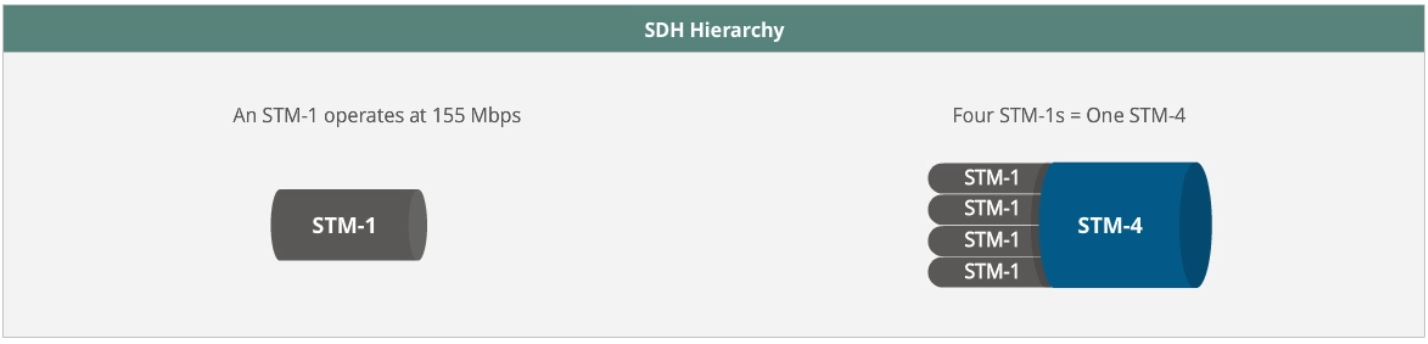 SDH Hierarchy
An STM-1 operates at 155 Mbps
STM-1
Four STM-1s = One STM-4
STM-1
STM-1
STM-1
STM-1
STM-4